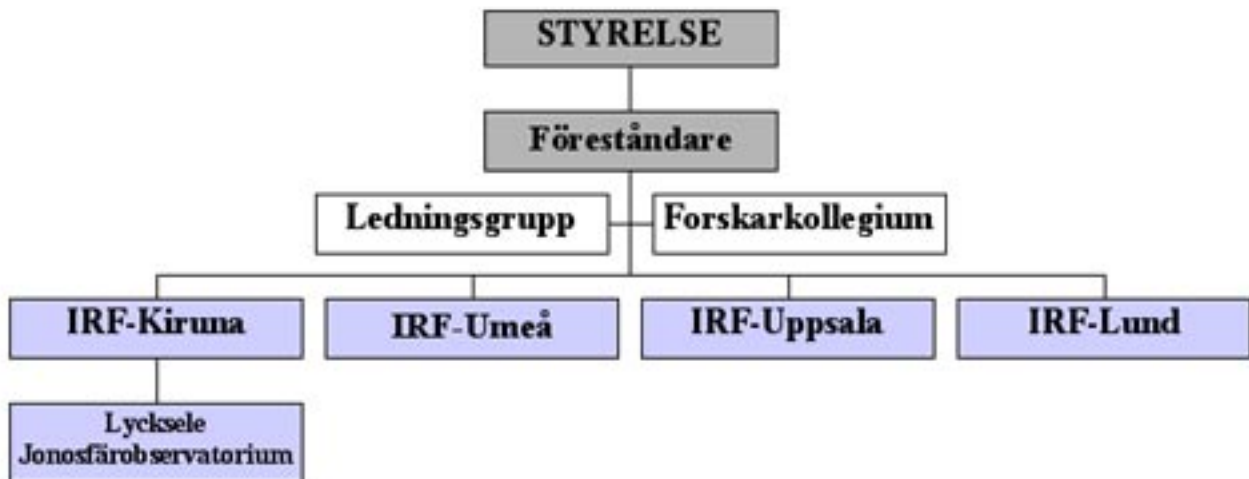 STYRELSE
Föreståndare
Ledningsgrupp
Forskarkollegium
IRF-Kiruna
IRF-Umeå
IRF-Uppsala
IRF-Lund
Lycksele
Jonosfärobservatorium